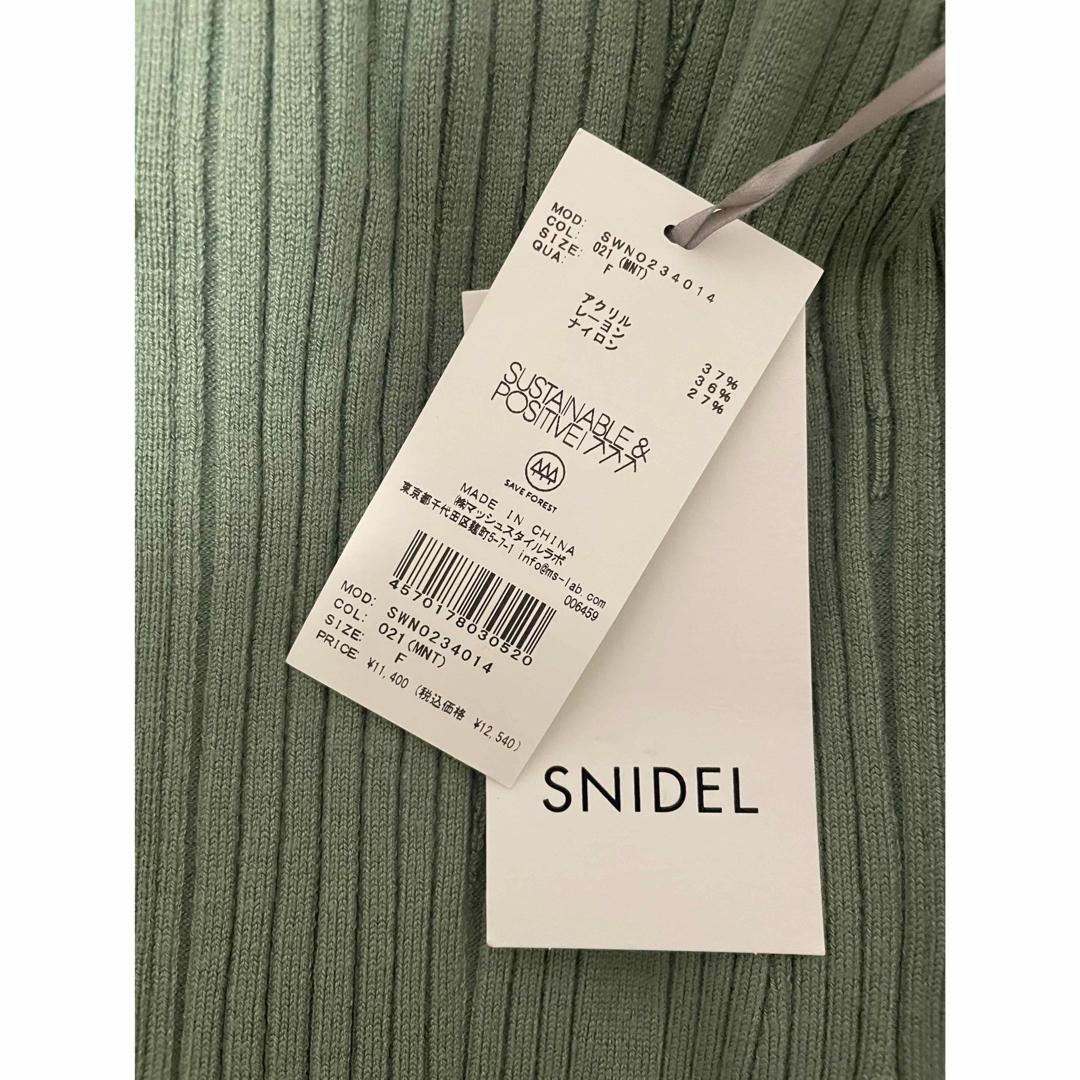 MOD: SWNO234014
COL: 021 (MNT)
SIZE: F
QUA:
アクリル 37%
レーヨン 36%
ナイロン 27%
SUSTAINABLE &
POSITIVE!
SAVE FOREST
MADE IN CHINA
㈱マッシュスタイルラボ
東京都千代田区麹町5-7-1 info@ms-lab.com
006459
4570178030520
MOD: SWNO234014
COL: 021 (MNT)
SIZE: F
PRICE ¥11,400 (税込価格 ¥12,540)
SNIDEL